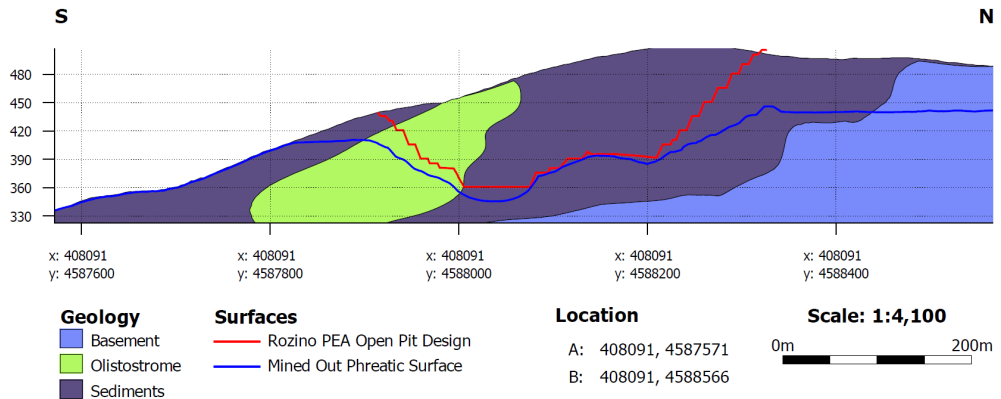 S
N
480
450
420
390
360
330
x: 408091
y: 4587600
x: 408091
y: 4587800
x: 408091
y: 4588000
x: 408091
y: 4588200
x: 408091
y: 4588400
Geology
Basement
Olistostrome
Sediments
Surfaces
Rozino PEA Open Pit Design
Mined Out Phreatic Surface
Location
A: 408091, 4587571
B: 408091, 4588566
Scale: 1:4,100
0m 200m